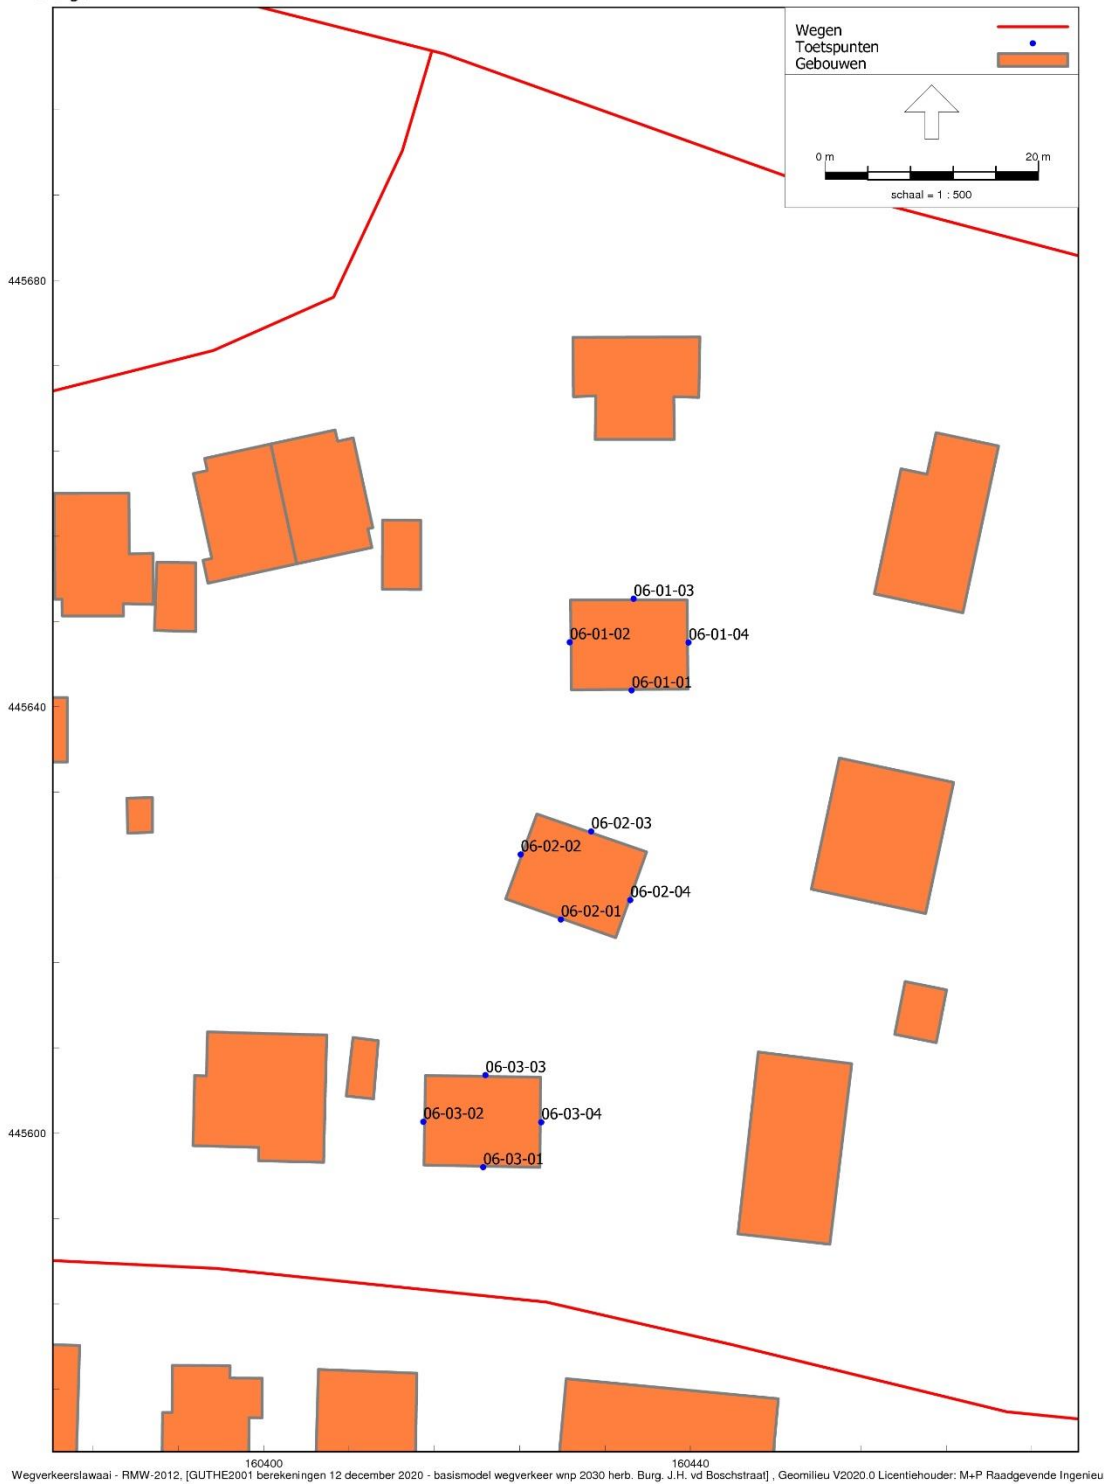 Wegen
Toetspunten
Gebouwen
0 m 20 m
schaal = 1 : 500
445680
06-01-03
06-01-02 06-01-04
06-01-01
445640
06-02-03
06-02-02
06-02-04
06-02-01
06-03-03
06-03-02 06-03-04
445600
06-03-01
160400 160440
Wegverkeerslawaai - RMW-2012, [GUTHE2001 berekeningen 12 december 2020 - basismodel wegverkeer wnp 2030 herb. Burg. J.H. vd Boschstraat] , Geomilieu V2020.0 Licentiehouder: M+P Raadgevende Ingenieu